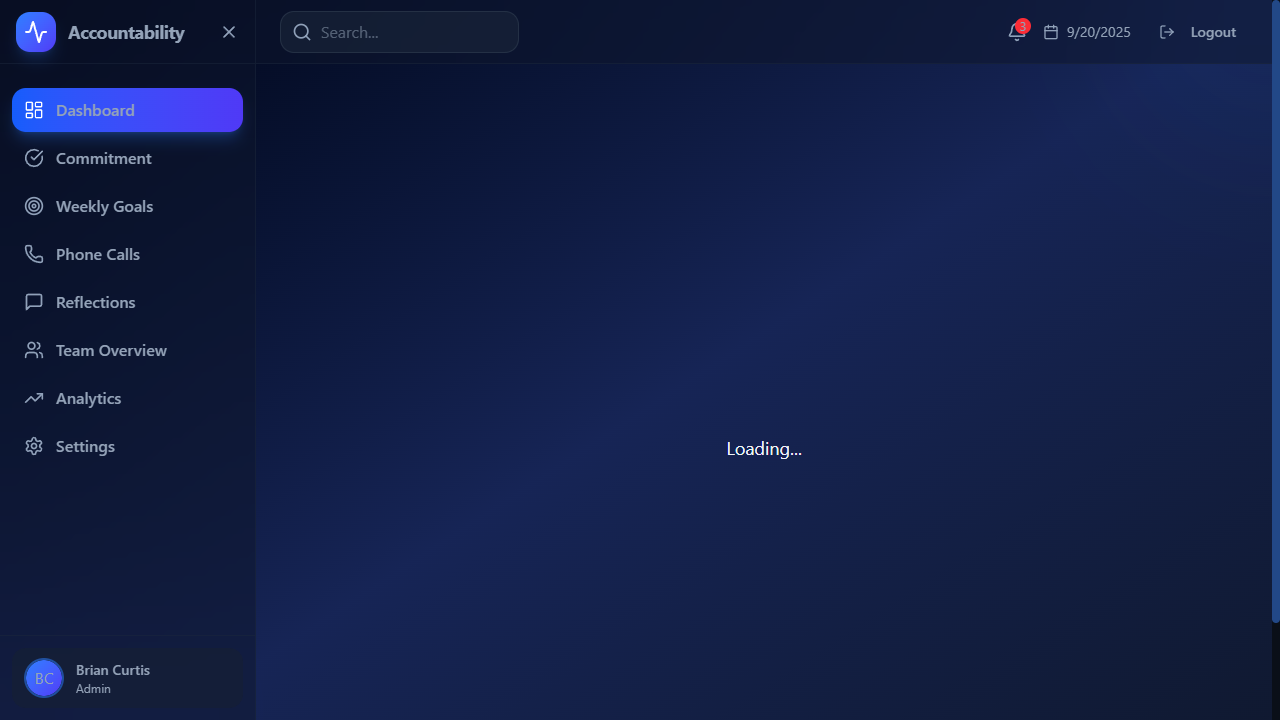 Accountability
Search...
3
9/20/2025
Logout
Dashboard
Commitment
Weekly Goals
Phone Calls
Reflections
Team Overview
Analytics
Settings
Loading...
BC
Brian Curtis
Admin